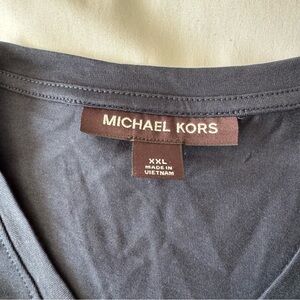 MICHAEL KORS
XXL
MADE IN
VIETNAM